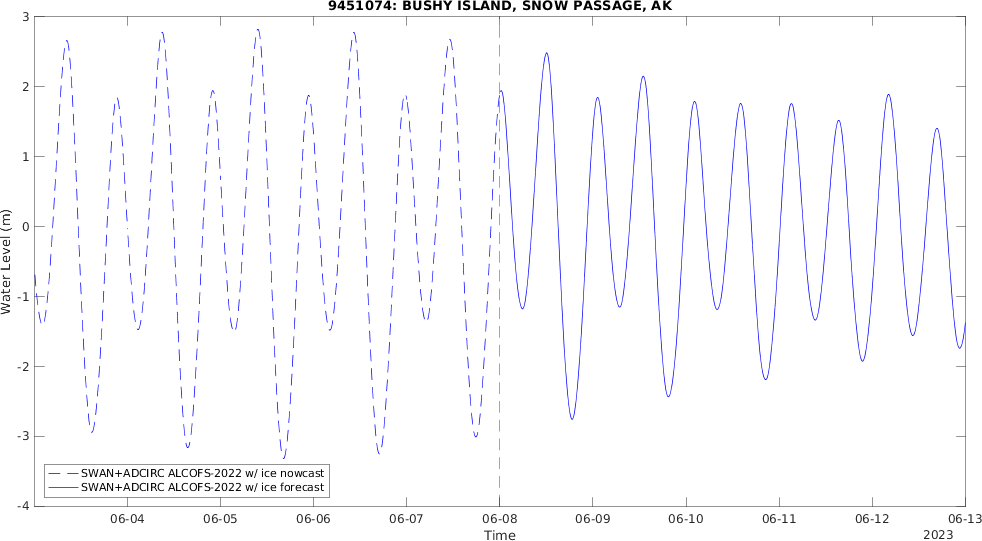 9451074: BUSHY ISLAND, SNOW PASSAGE, AK
3
2
1
0
-1
-2
-3
-4
Water Level (m)
SWAN+ADCIRC ALCOFS-2022 w/ ice nowcast
SWAN+ADCIRC ALCOFS-2022 w/ ice forecast
06-04 06-05 06-06 06-07 06-08 06-09 06-10 06-11 06-12 06-13
Time
2023